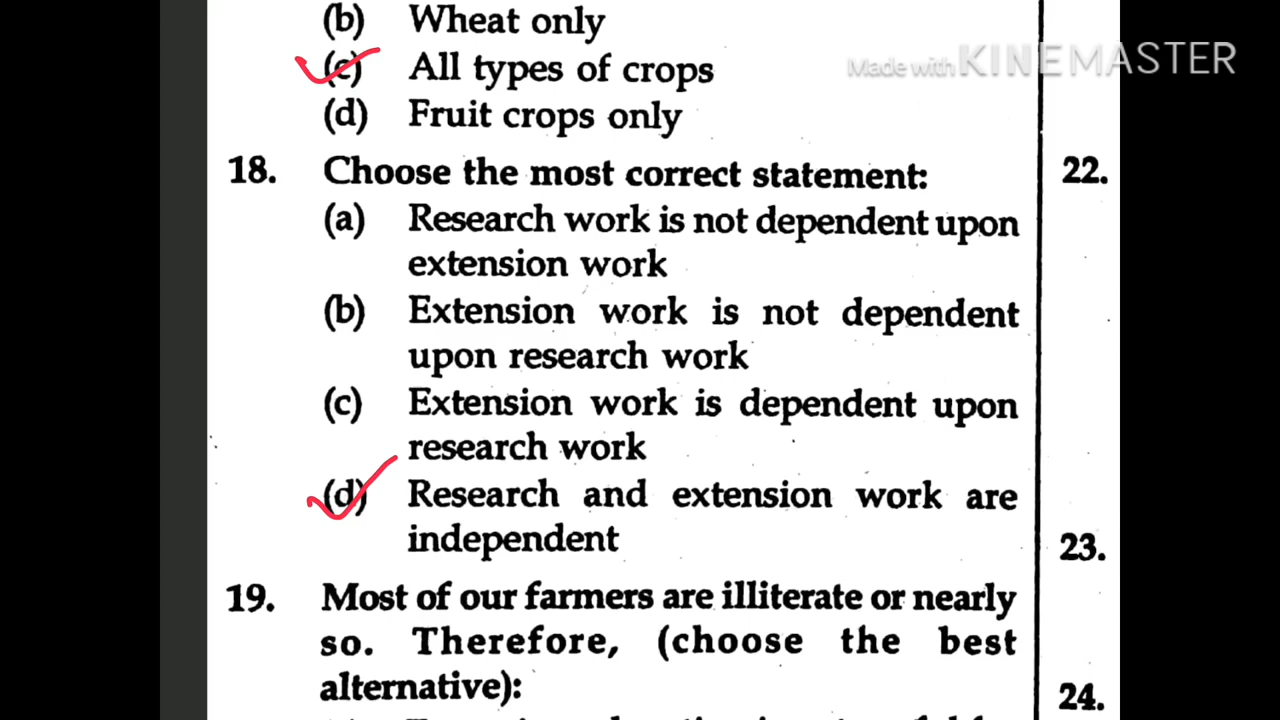 (b) Wheat only
(c) All types of crops
Made with KINEMASTER
(d) Fruit crops only
18. Choose the most correct statement:
(a) Research work is not dependent upon
extension work
(b) Extension work is not dependent
upon research work
(c) Extension work is dependent upon
research work
(d) Research and extension work are
independent
19. Most of our farmers are illiterate or nearly
so. Therefore, (choose the best
alternative):
22.
23.
24.